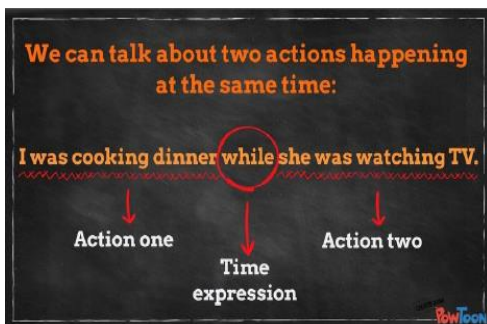 We can talk about two actions happening
at the same time:
I was cooking dinner while she was watching TV.
Action one
Action two
Time
expression
POWTOON